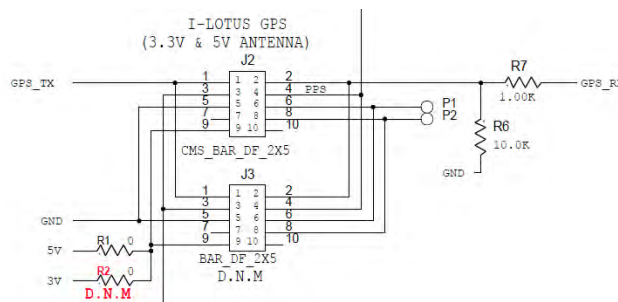 I-LOTUS GPS
(3.3V & 5V ANTENNA)
J2
GPS_TX
1 1 2 2
3 3 4 4 PPS
5 5 6 6 P1
7 7 8 8 P2
9 9 10 10
CMS_BAR_DF_2X5
R7
1.00K
GPS_R
R6
10.0K
GND
J3
1 1 2 2
3 3 4 4
GND 5 5 6 6
7 7 8 8
9 9 10 10
BAR_DF_2X5
D.N.M
5V R1 0
3V R2 0
D.N.M